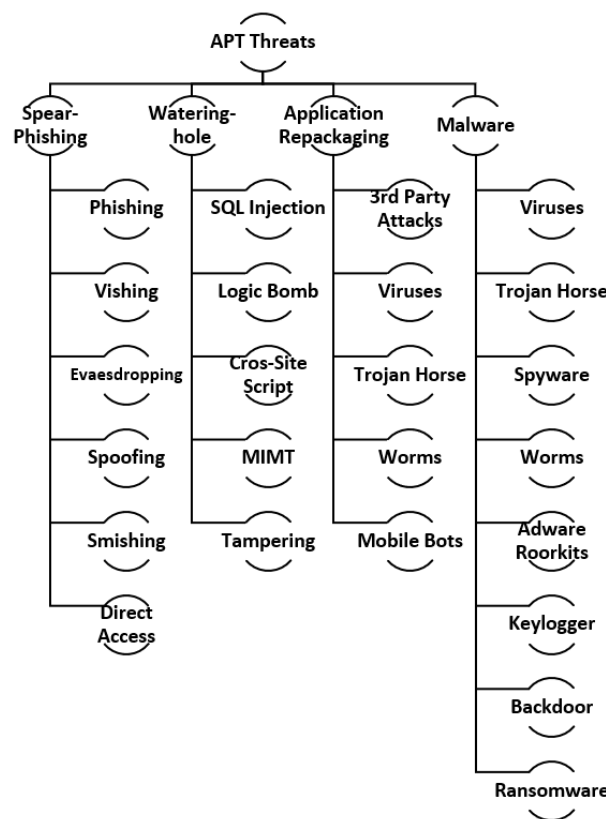 APT Threats
Spear-
Phishing
Watering-
hole
Application
Repackaging
Malware
Phishing
Vishing
Evaesdropping
Spoofing
Smishing
Direct
Access
SQL Injection
Logic Bomb
Cros-Site
Script
MIMT
Tampering
3rd Party
Attacks
Viruses
Trojan Horse
Worms
Mobile Bots
Viruses
Trojan Horse
Spyware
Worms
Adware
Roorkits
Keylogger
Backdoor
Ransomware